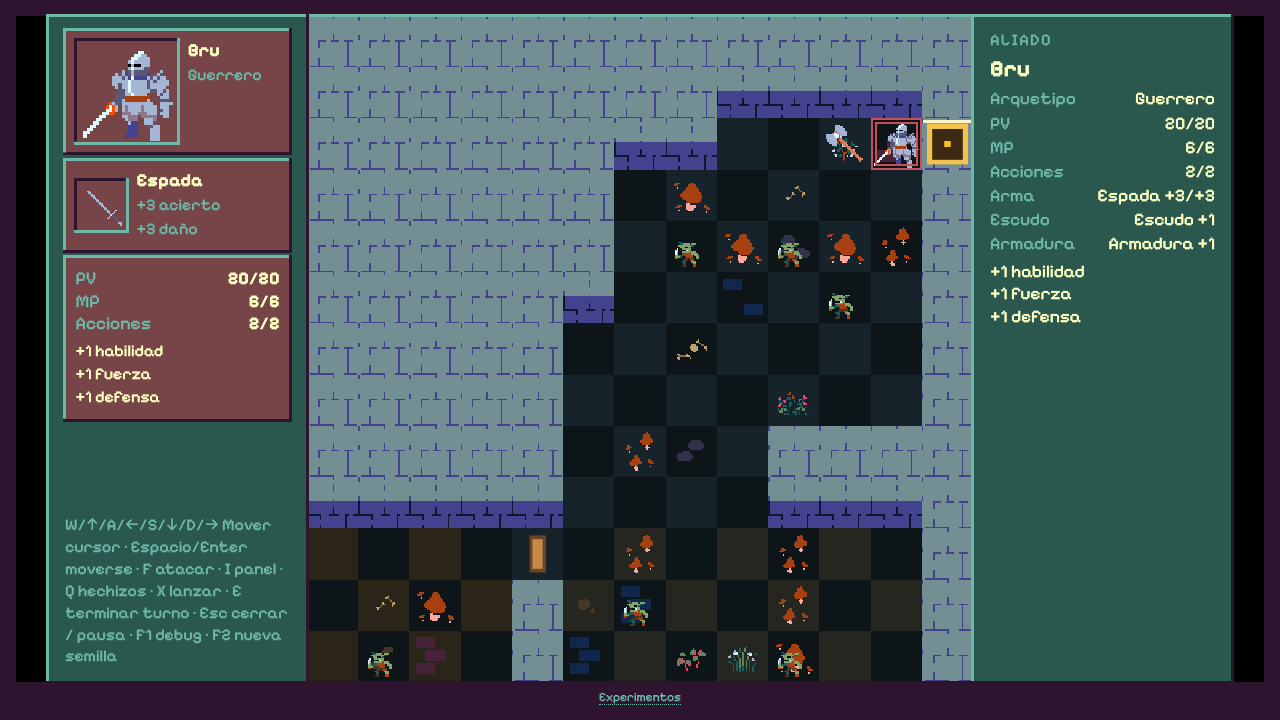 Bru
Guerrero
Espada
+3 acierto
+3 daño
PV 20/20
MP 6/6
Acciones 2/2
+1 habilidad
+1 fuerza
+1 defensa
W/↑/A/←/S/↓/D/→ Mover
cursor · Espacio/Enter
moverse · F atacar · I panel ·
Q hechizos · X lanzar · E
terminar turno · Esc cerrar
/ pausa · F1 debug · F2 nueva
semilla
ALIADO
Bru
Arquetipo Guerrero
PV 20/20
MP 6/6
Acciones 2/2
Arma Espada +3/+3
Escudo Escudo +1
Armadura Armadura +1
+1 habilidad
+1 fuerza
+1 defensa
Experimentos